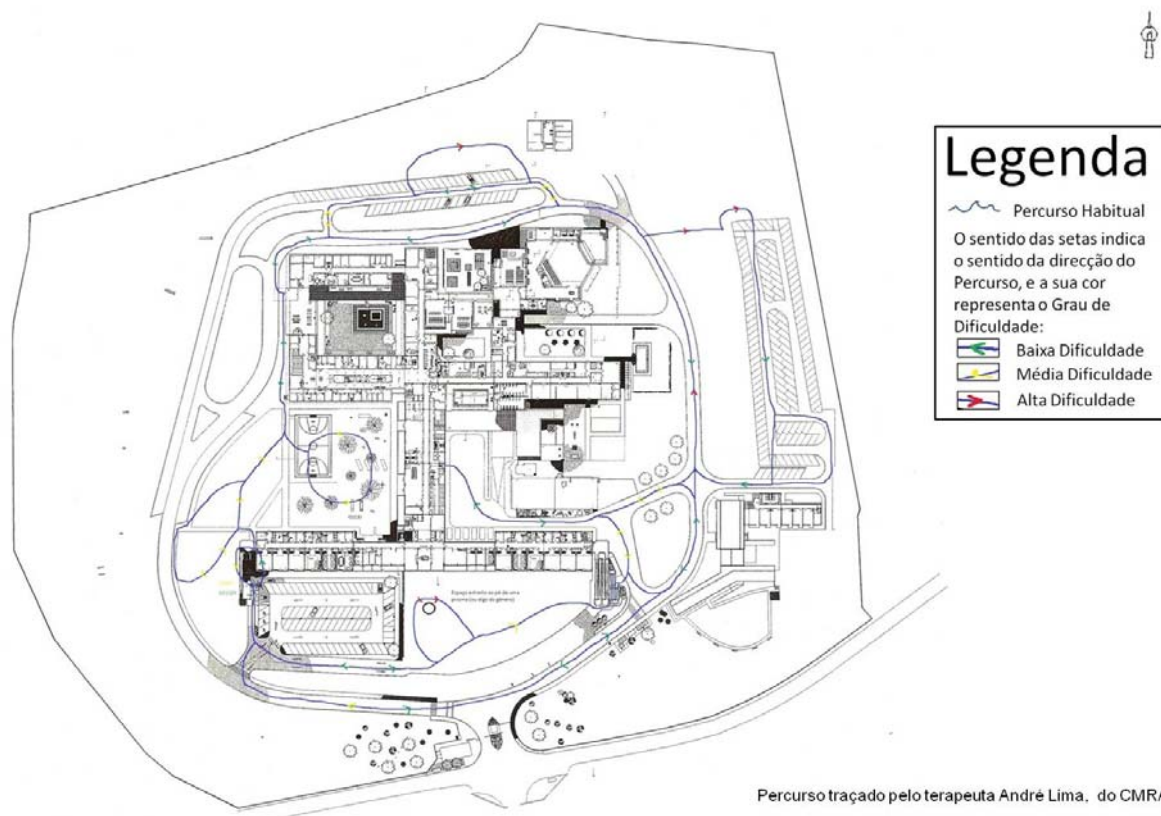 Legenda
Percurso Habitual
O sentido das setas indica
o sentido da direcção do
Percurso, e a sua cor
representa o Grau de
Dificuldade:
Baixa Dificuldade
Média Dificuldade
Alta Dificuldade
Percurso traçado pelo terapeuta André Lima, do CMRA